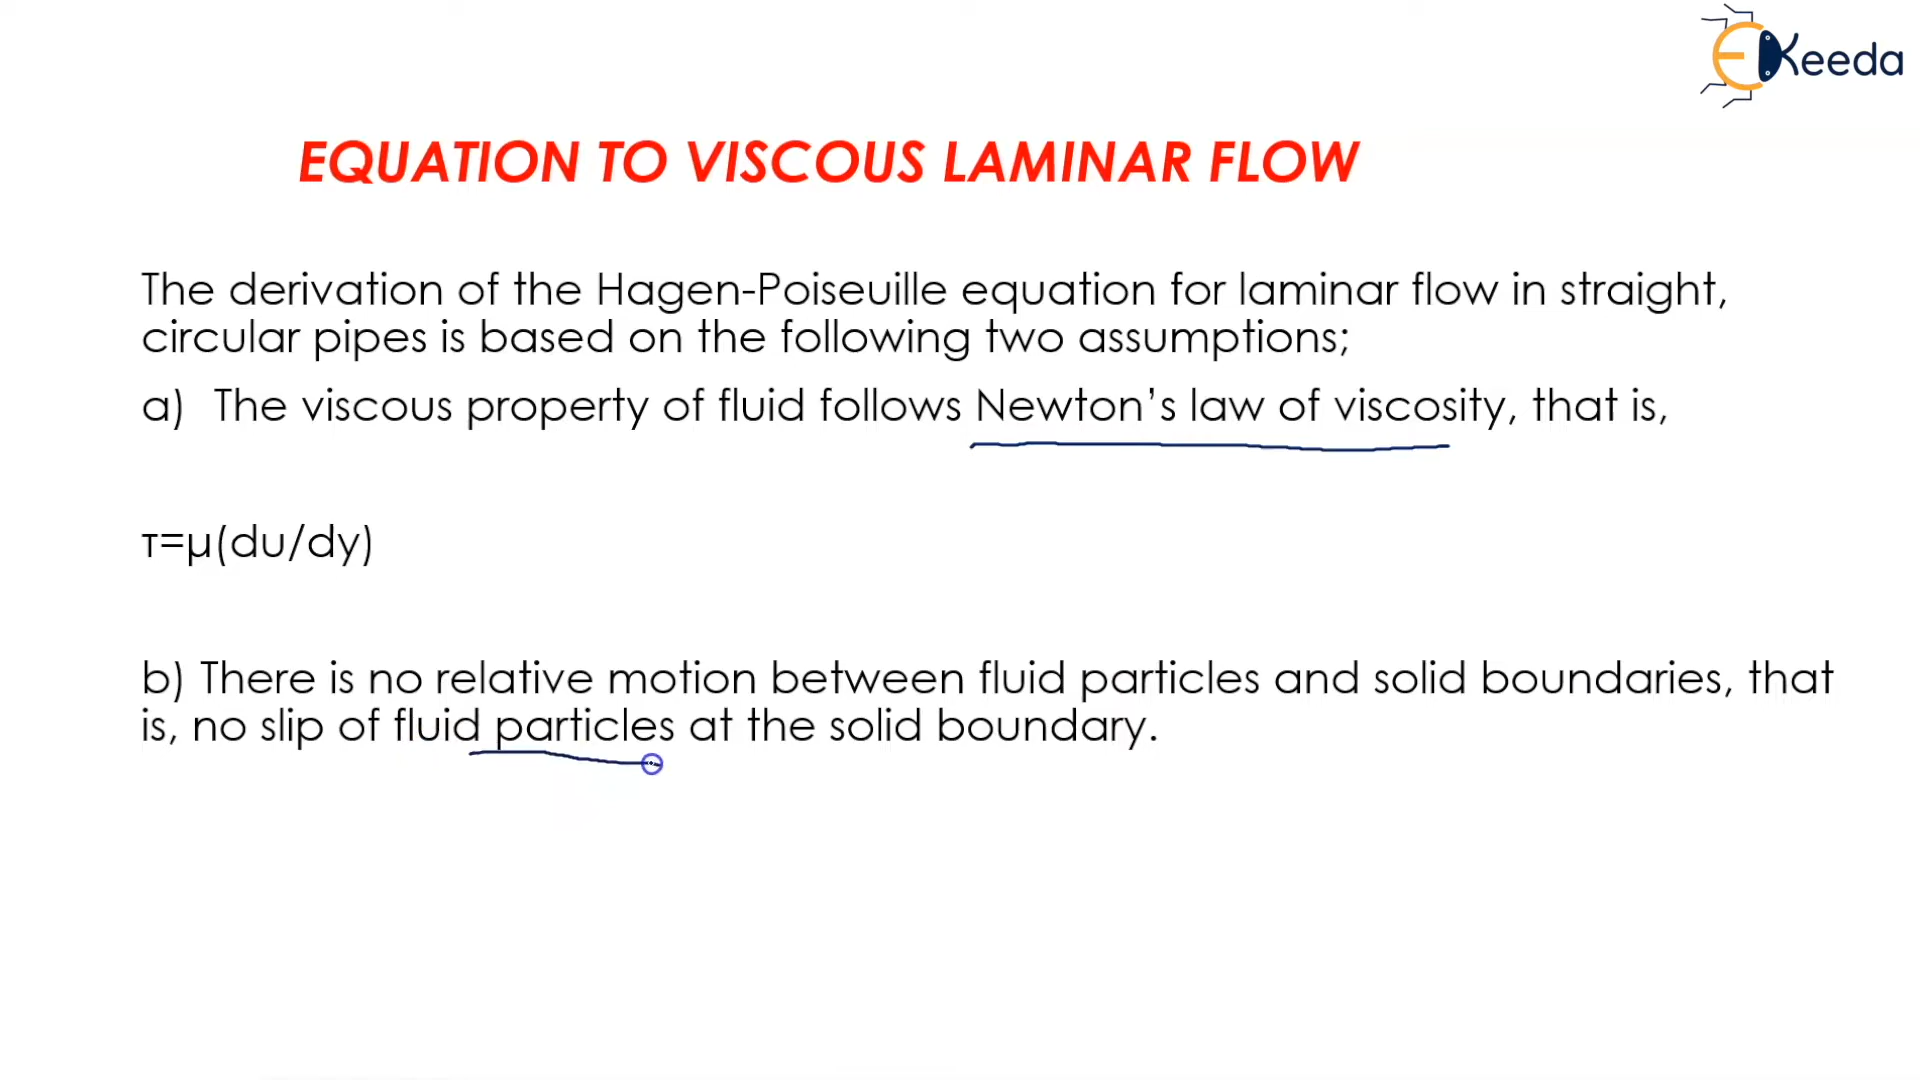 EKeeda
EQUATION TO VISCOUS LAMINAR FLOW
The derivation of the Hagen-Poiseuille equation for laminar flow in straight,
circular pipes is based on the following two assumptions;
a) The viscous property of fluid follows Newton’s law of viscosity, that is,
τ=μ(du/dy)
b) There is no relative motion between fluid particles and solid boundaries, that
is, no slip of fluid particles at the solid boundary.